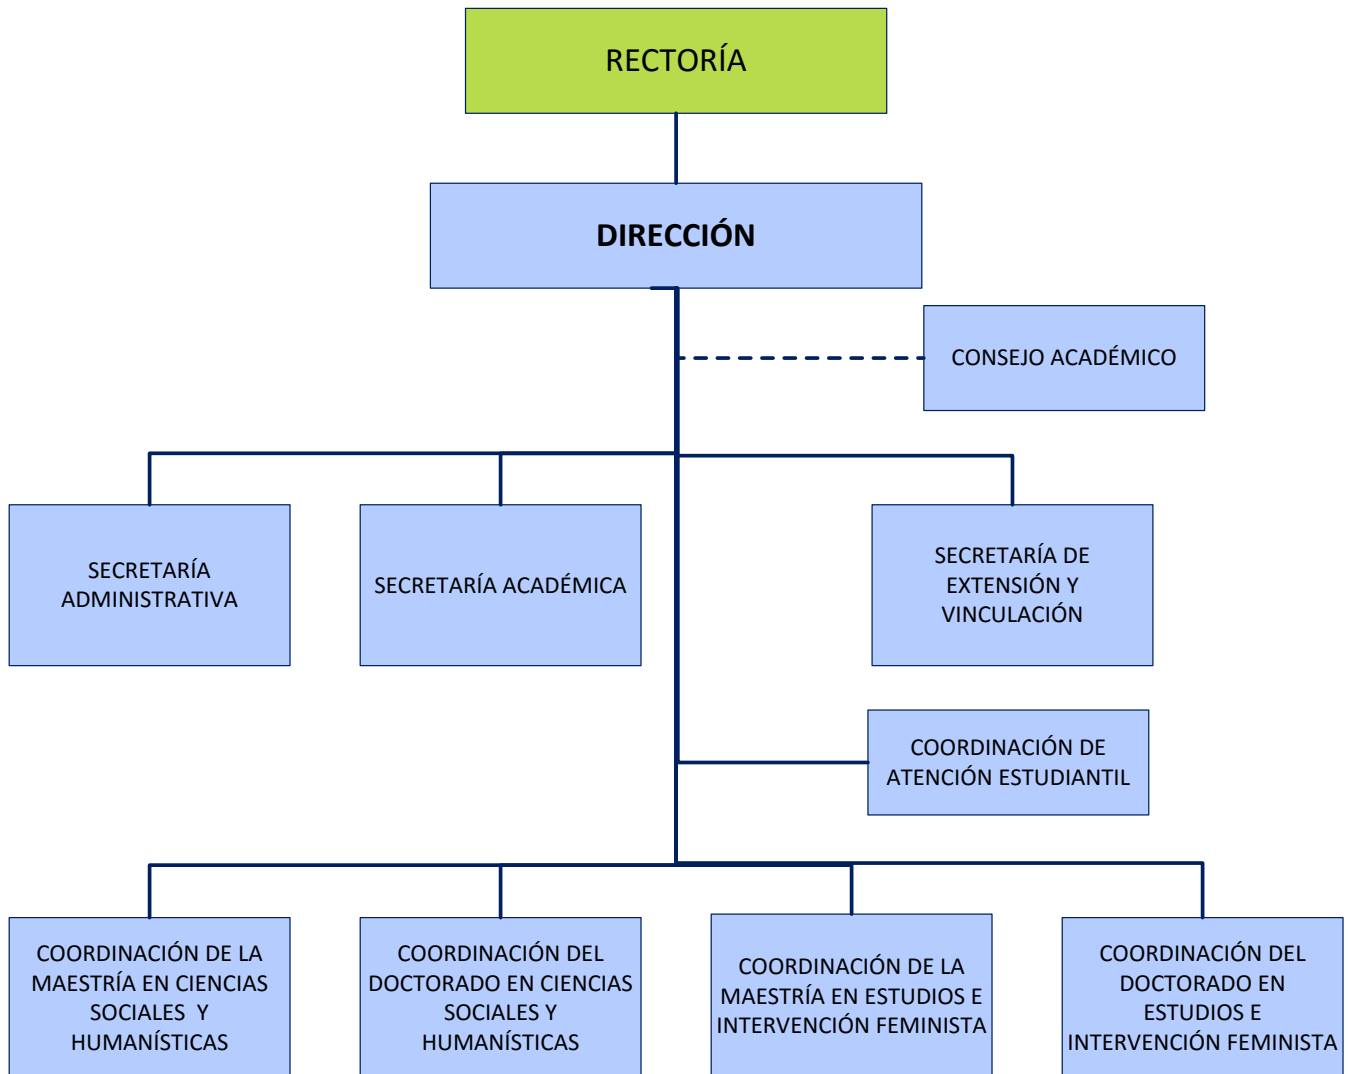 RECTORÍA
DIRECCIÓN
CONSEJO ACADÉMICO
SECRETARÍA
ADMINISTRATIVA
SECRETARÍA ACADÉMICA
SECRETARÍA DE
EXTENSIÓN Y
VINCULACIÓN
COORDINACIÓN DE
ATENCIÓN ESTUDIANTIL
COORDINACIÓN DE LA
MAESTRÍA EN CIENCIAS
SOCIALES Y
HUMANÍSTICAS
COORDINACIÓN DEL
DOCTORADO EN CIENCIAS
SOCIALES Y
HUMANÍSTICAS
COORDINACIÓN DE LA
MAESTRÍA EN ESTUDIOS E
INTERVENCIÓN FEMINISTA
COORDINACIÓN DEL
DOCTORADO EN
ESTUDIOS E
INTERVENCIÓN FEMINISTA